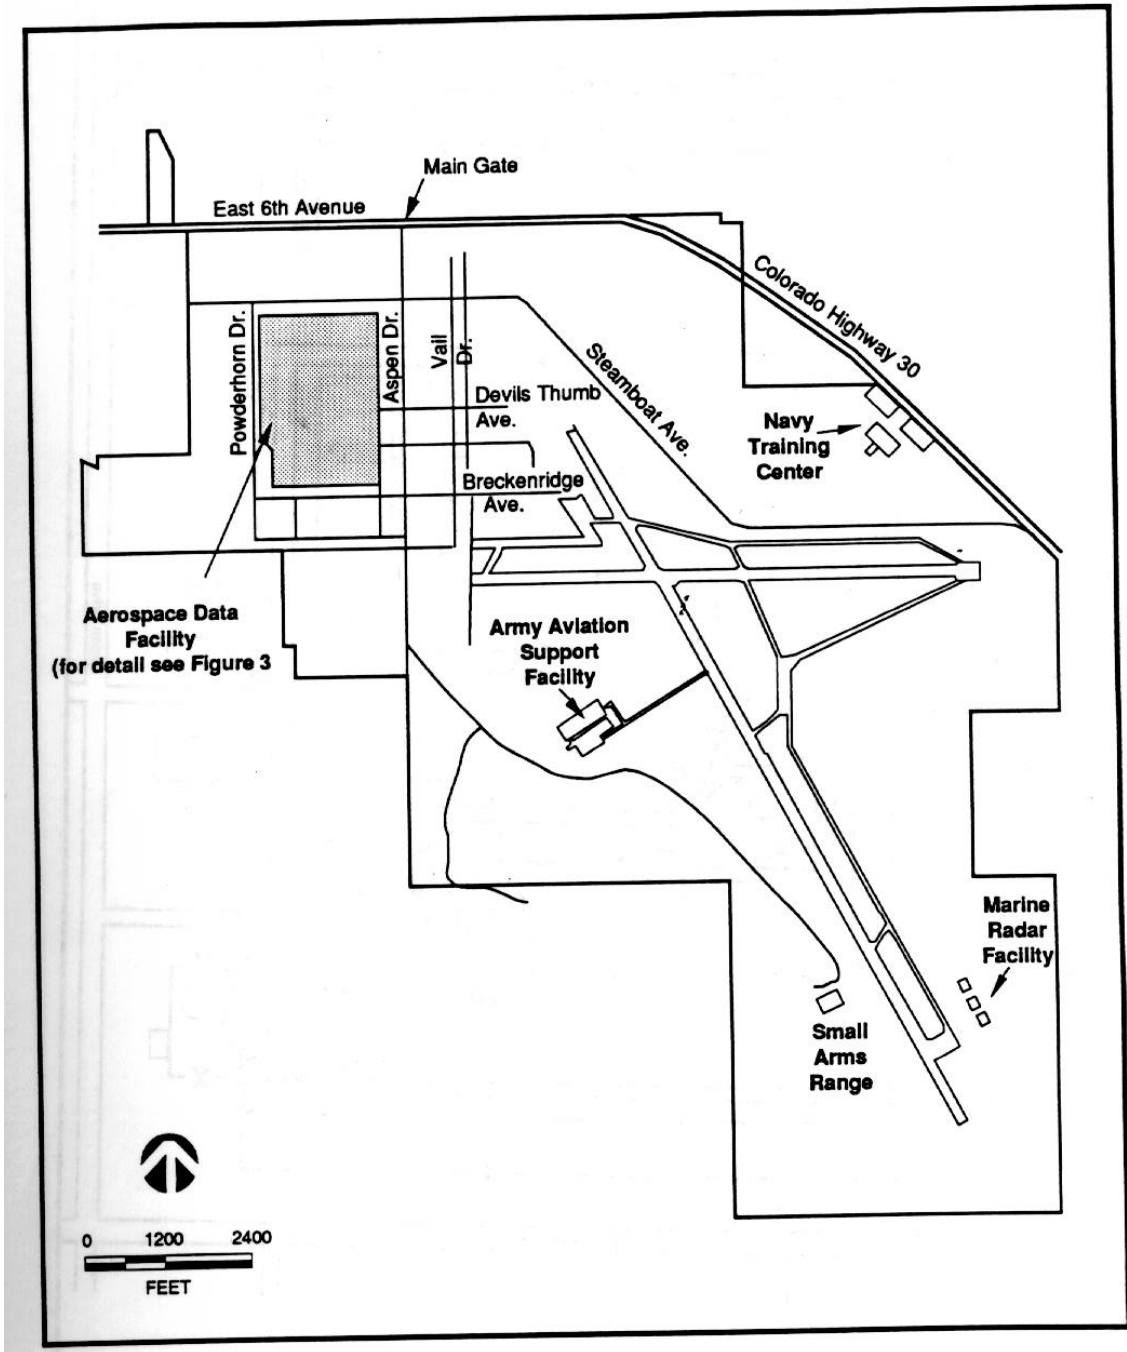 Main Gate
East 6th Avenue
Colorado Highway 30
Powderhorn Dr.
Aspen Dr.
Vail
Dr.
Steamboat Ave.
Devils Thumb
Ave.
Navy
Training
Center
Breckenridge
Ave.
Aerospace Data
Facility
(for detail see Figure 3
Army Aviation
Support
Facility
Marine
Radar
Facility
Small
Arms
Range
0 1200 2400
FEET